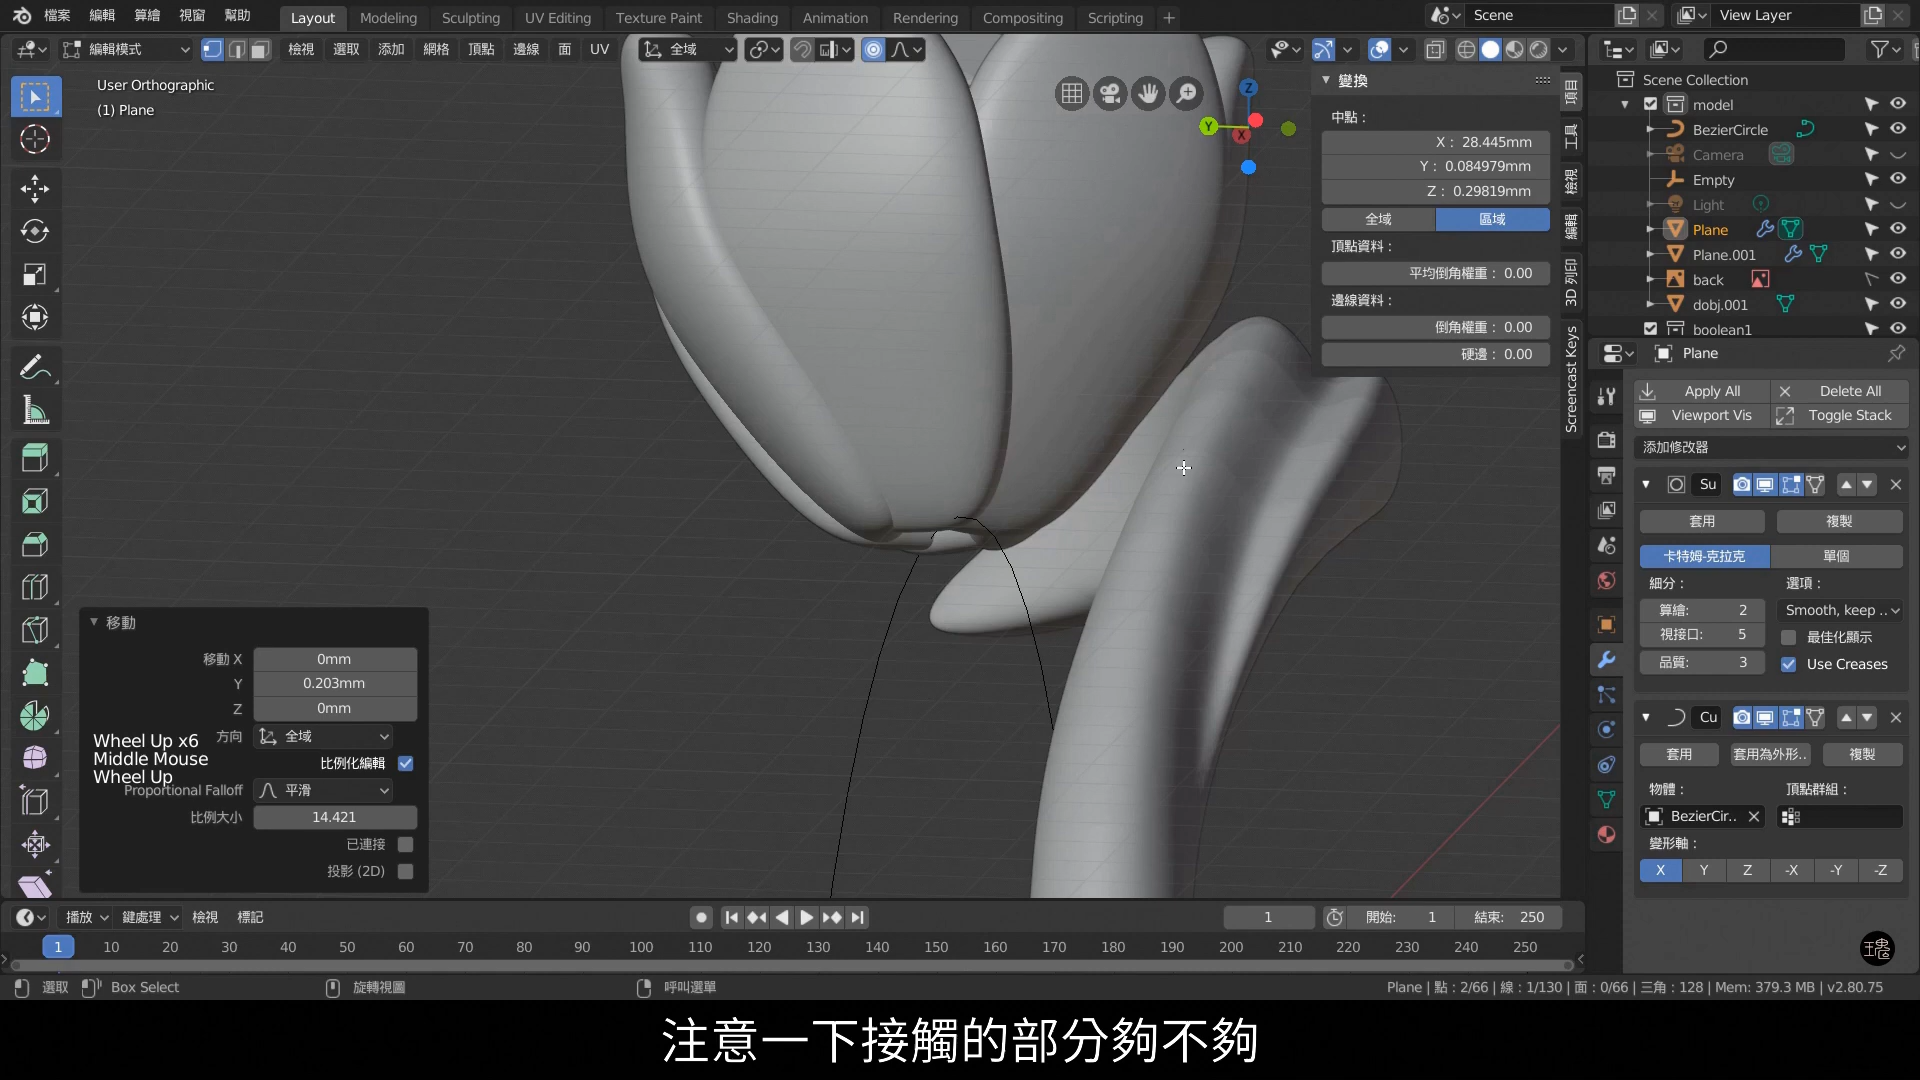 檔案 編輯 算繪 視窗 幫助 Layout Modeling Sculpting UV Editing Texture Paint Shading Animation Rendering Compositing Scripting + Scene View Layer
編輯模式 檢視 選取 添加 網格 頂點 邊線 面 UV 全域
User Orthographic
(1) Plane
Z
Y
X
變換
中點：
X： 28.445mm
Y： 0.084979mm
Z： 0.29819mm
全域 區域
頂點資料：
平均倒角權重： 0.00
邊線資料：
倒角權重： 0.00
硬邊： 0.00
項目
工具
檢視
編輯
3D 列印
Screencast Keys
Scene Collection
model
BezierCircle
Camera
Empty
Light
Plane
Plane.001
back
dobj.001
boolean1
Plane
Apply All Delete All
Viewport Vis Toggle Stack
添加修改器
Su
套用 複製
卡特姆-克拉克 單個
細分： 選項：
算繪: 2 Smooth, keep ..
視接口: 5 最佳化顯示
品質: 3 Use Creases
Cu
套用 套用為外形.. 複製
物體： 頂點群組：
BezierCir..
變形軸：
X Y Z -X -Y -Z
移動
移動 X 0mm
Y 0.203mm
Z 0mm
方向 全域
比例化編輯
Proportional Falloff 平滑
比例大小 14.421
已連接
投影 (2D)
Wheel Up x6
Middle Mouse
Wheel Up
播放 鍵處理 檢視 標記 1 開始: 1 結束: 250
1 10 20 30 40 50 60 70 80 90 100 110 120 130 140 150 160 170 180 190 200 210 220 230 240 250
選取 Box Select 旋轉視圖 呼叫選單 Plane | 點：2/66 | 線：1/130 | 面：0/66 | 三角：128 | Mem: 379.3 MB | v2.80.75
注意一下接觸的部分夠不夠